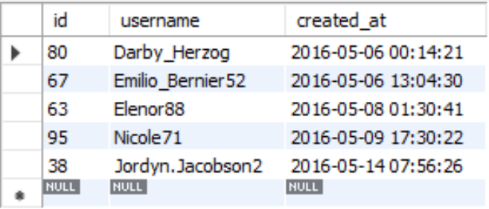 id username created_at
80 Darby_Herzog 2016-05-06 00:14:21
67 Emilio_Bernier52 2016-05-06 13:04:30
63 Elenor88 2016-05-08 01:30:41
95 Nicole71 2016-05-09 17:30:22
38 Jordyn.Jacobson2 2016-05-14 07:56:26
NULL NULL NULL